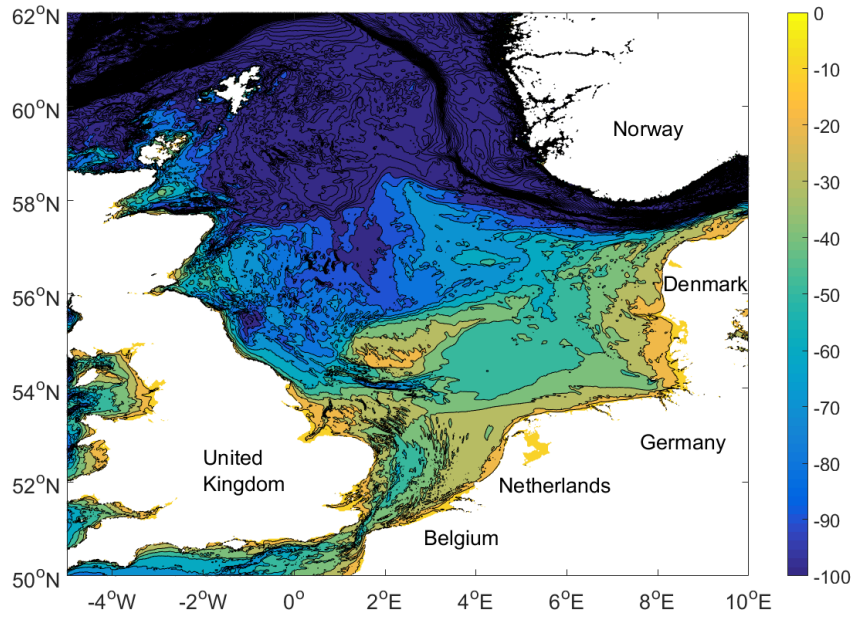 62°N
60°N
58°N
56°N
54°N
52°N
50°N
-4°W
-2°W
0°
2°E
4°E
6°E
8°E
10°E
Norway
Denmark
Germany
United
Kingdom
Netherlands
Belgium
0
-10
-20
-30
-40
-50
-60
-70
-80
-90
-100